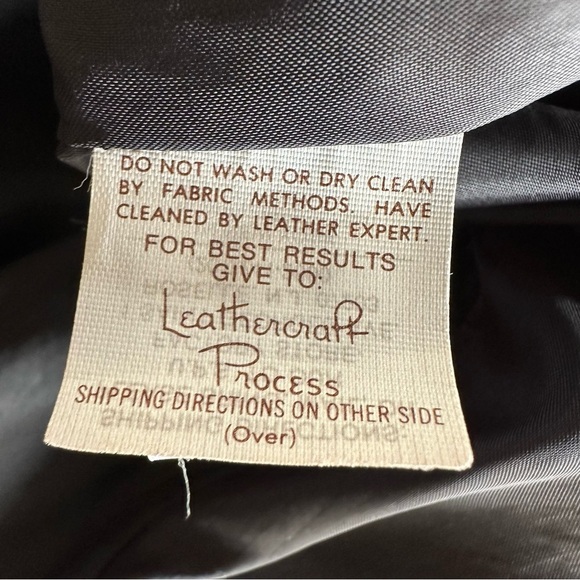 DO NOT WASH OR DRY CLEAN
BY FABRIC METHODS. HAVE
CLEANED BY LEATHER EXPERT.
FOR BEST RESULTS
GIVE TO:
Leathercraft
Process
SHIPPING DIRECTIONS ON OTHER SIDE
(Over)